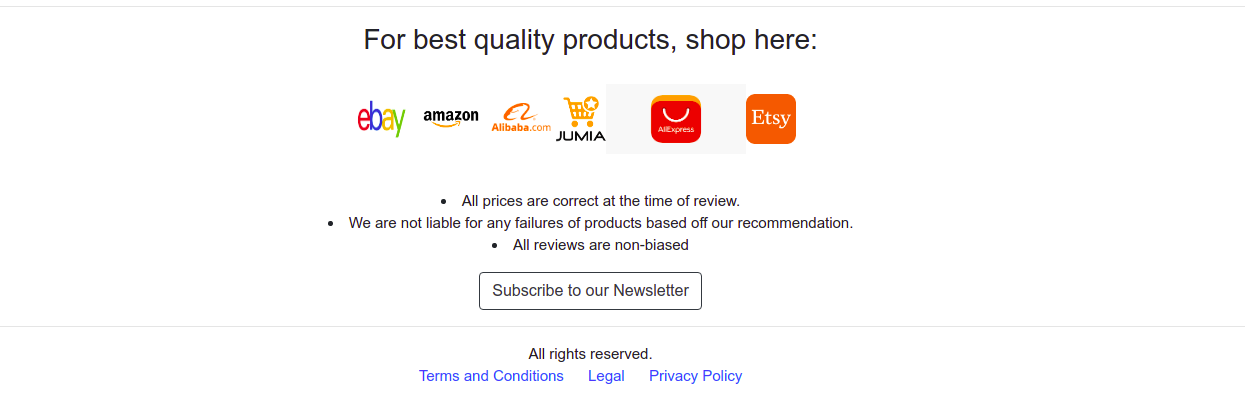 For best quality products, shop here:
ebay amazon Alibaba.com JUMIA AliExpress Etsy
All prices are correct at the time of review.
We are not liable for any failures of products based off our recommendation.
All reviews are non-biased
Subscribe to our Newsletter
All rights reserved.
Terms and Conditions Legal Privacy Policy